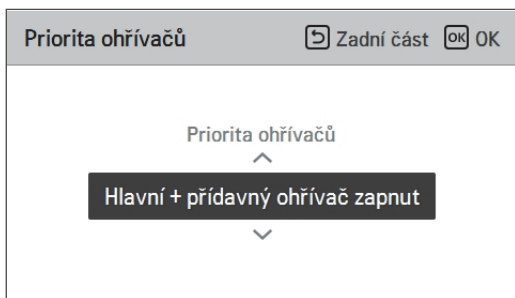 Priorita ohřívačů Zadní část OK OK
Priorita ohřívačů
Hlavní + přídavný ohřívač zapnut